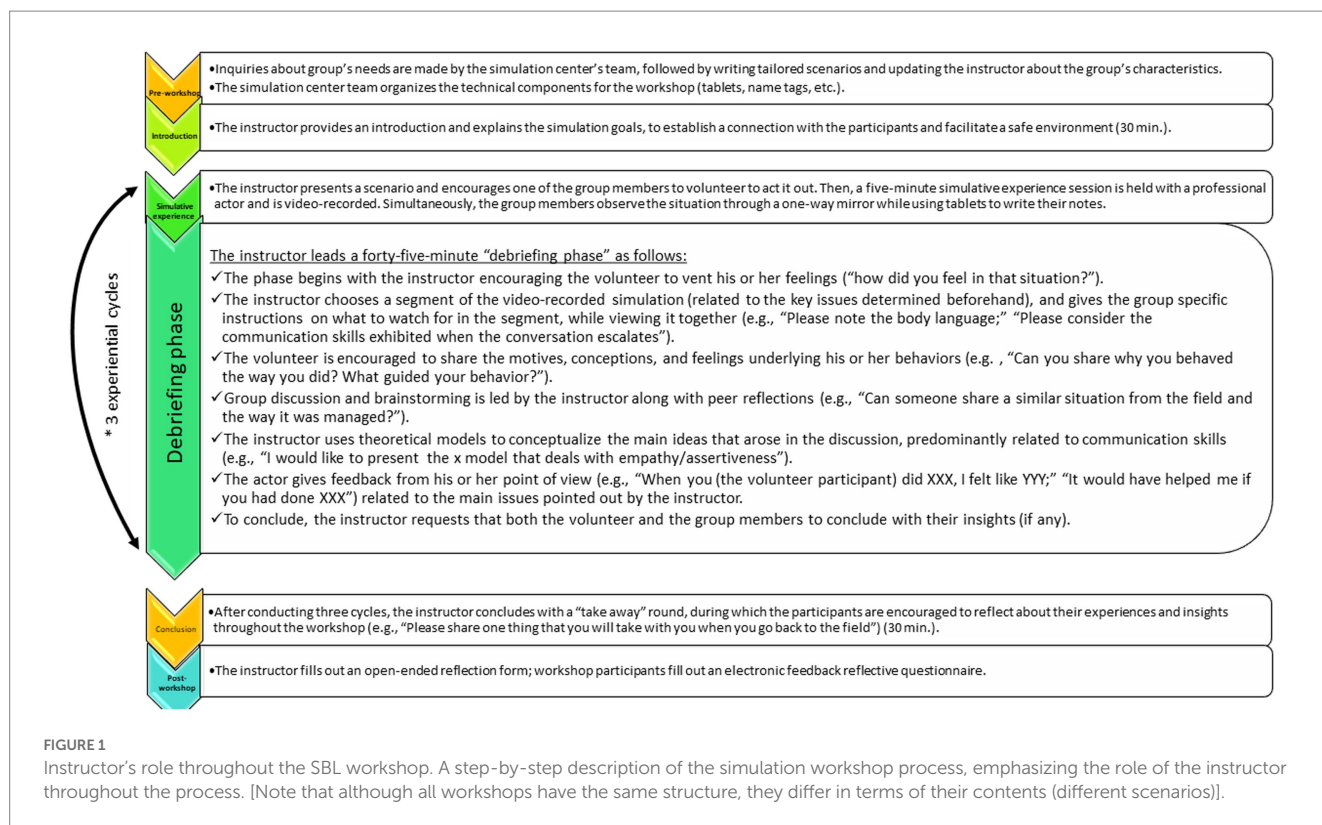 Pre-workshop
•Inquiries about group's needs are made by the simulation center's team, followed by writing tailored scenarios and updating the instructor about the group's characteristics.
•The simulation center team organizes the technical components for the workshop (tablets, name tags, etc.).
Introduction
•The instructor provides an introduction and explains the simulation goals, to establish a connection with the participants and facilitate a safe environment (30 min.).
* 3 experiential cycles
Simulative
experience
•The instructor presents a scenario and encourages one of the group members to volunteer to act it out. Then, a five-minute simulative experience session is held with a professional
actor and is video-recorded. Simultaneously, the group members observe the situation through a one-way mirror while using tablets to write their notes.
Debriefing phase
The instructor leads a forty-five-minute “debriefing phase” as follows:
✓The phase begins with the instructor encouraging the volunteer to vent his or her feelings (“how did you feel in that situation?”).
✓The instructor chooses a segment of the video-recorded simulation (related to the key issues determined beforehand), and gives the group specific
instructions on what to watch for in the segment, while viewing it together (e.g., “Please note the body language;” “Please consider the
communication skills exhibited when the conversation escalates”).
✓The volunteer is encouraged to share the motives, conceptions, and feelings underlying his or her behaviors (e.g. , “Can you share why you behaved
the way you did? What guided your behavior?”).
✓Group discussion and brainstorming is led by the instructor along with peer reflections (e.g., “Can someone share a similar situation from the field and
the way it was managed?”).
✓The instructor uses theoretical models to conceptualize the main ideas that arose in the discussion, predominantly related to communication skills
(e.g., “I would like to present the x model that deals with empathy/assertiveness”).
✓The actor gives feedback from his or her point of view (e.g., “When you (the volunteer participant) did XXX, I felt like YYY;” “It would have helped me if
you had done XXX”) related to the main issues pointed out by the instructor.
✓To conclude, the instructor requests that both the volunteer and the group members to conclude with their insights (if any).
Conclusion
•After conducting three cycles, the instructor concludes with a “take away” round, during which the participants are encouraged to reflect about their experiences and insights
throughout the workshop (e.g., “Please share one thing that you will take with you when you go back to the field”) (30 min.).
Post-
workshop
•The instructor fills out an open-ended reflection form; workshop participants fill out an electronic feedback reflective questionnaire.
FIGURE 1
Instructor's role throughout the SBL workshop. A step-by-step description of the simulation workshop process, emphasizing the role of the instructor
throughout the process. [Note that although all workshops have the same structure, they differ in terms of their contents (different scenarios)].